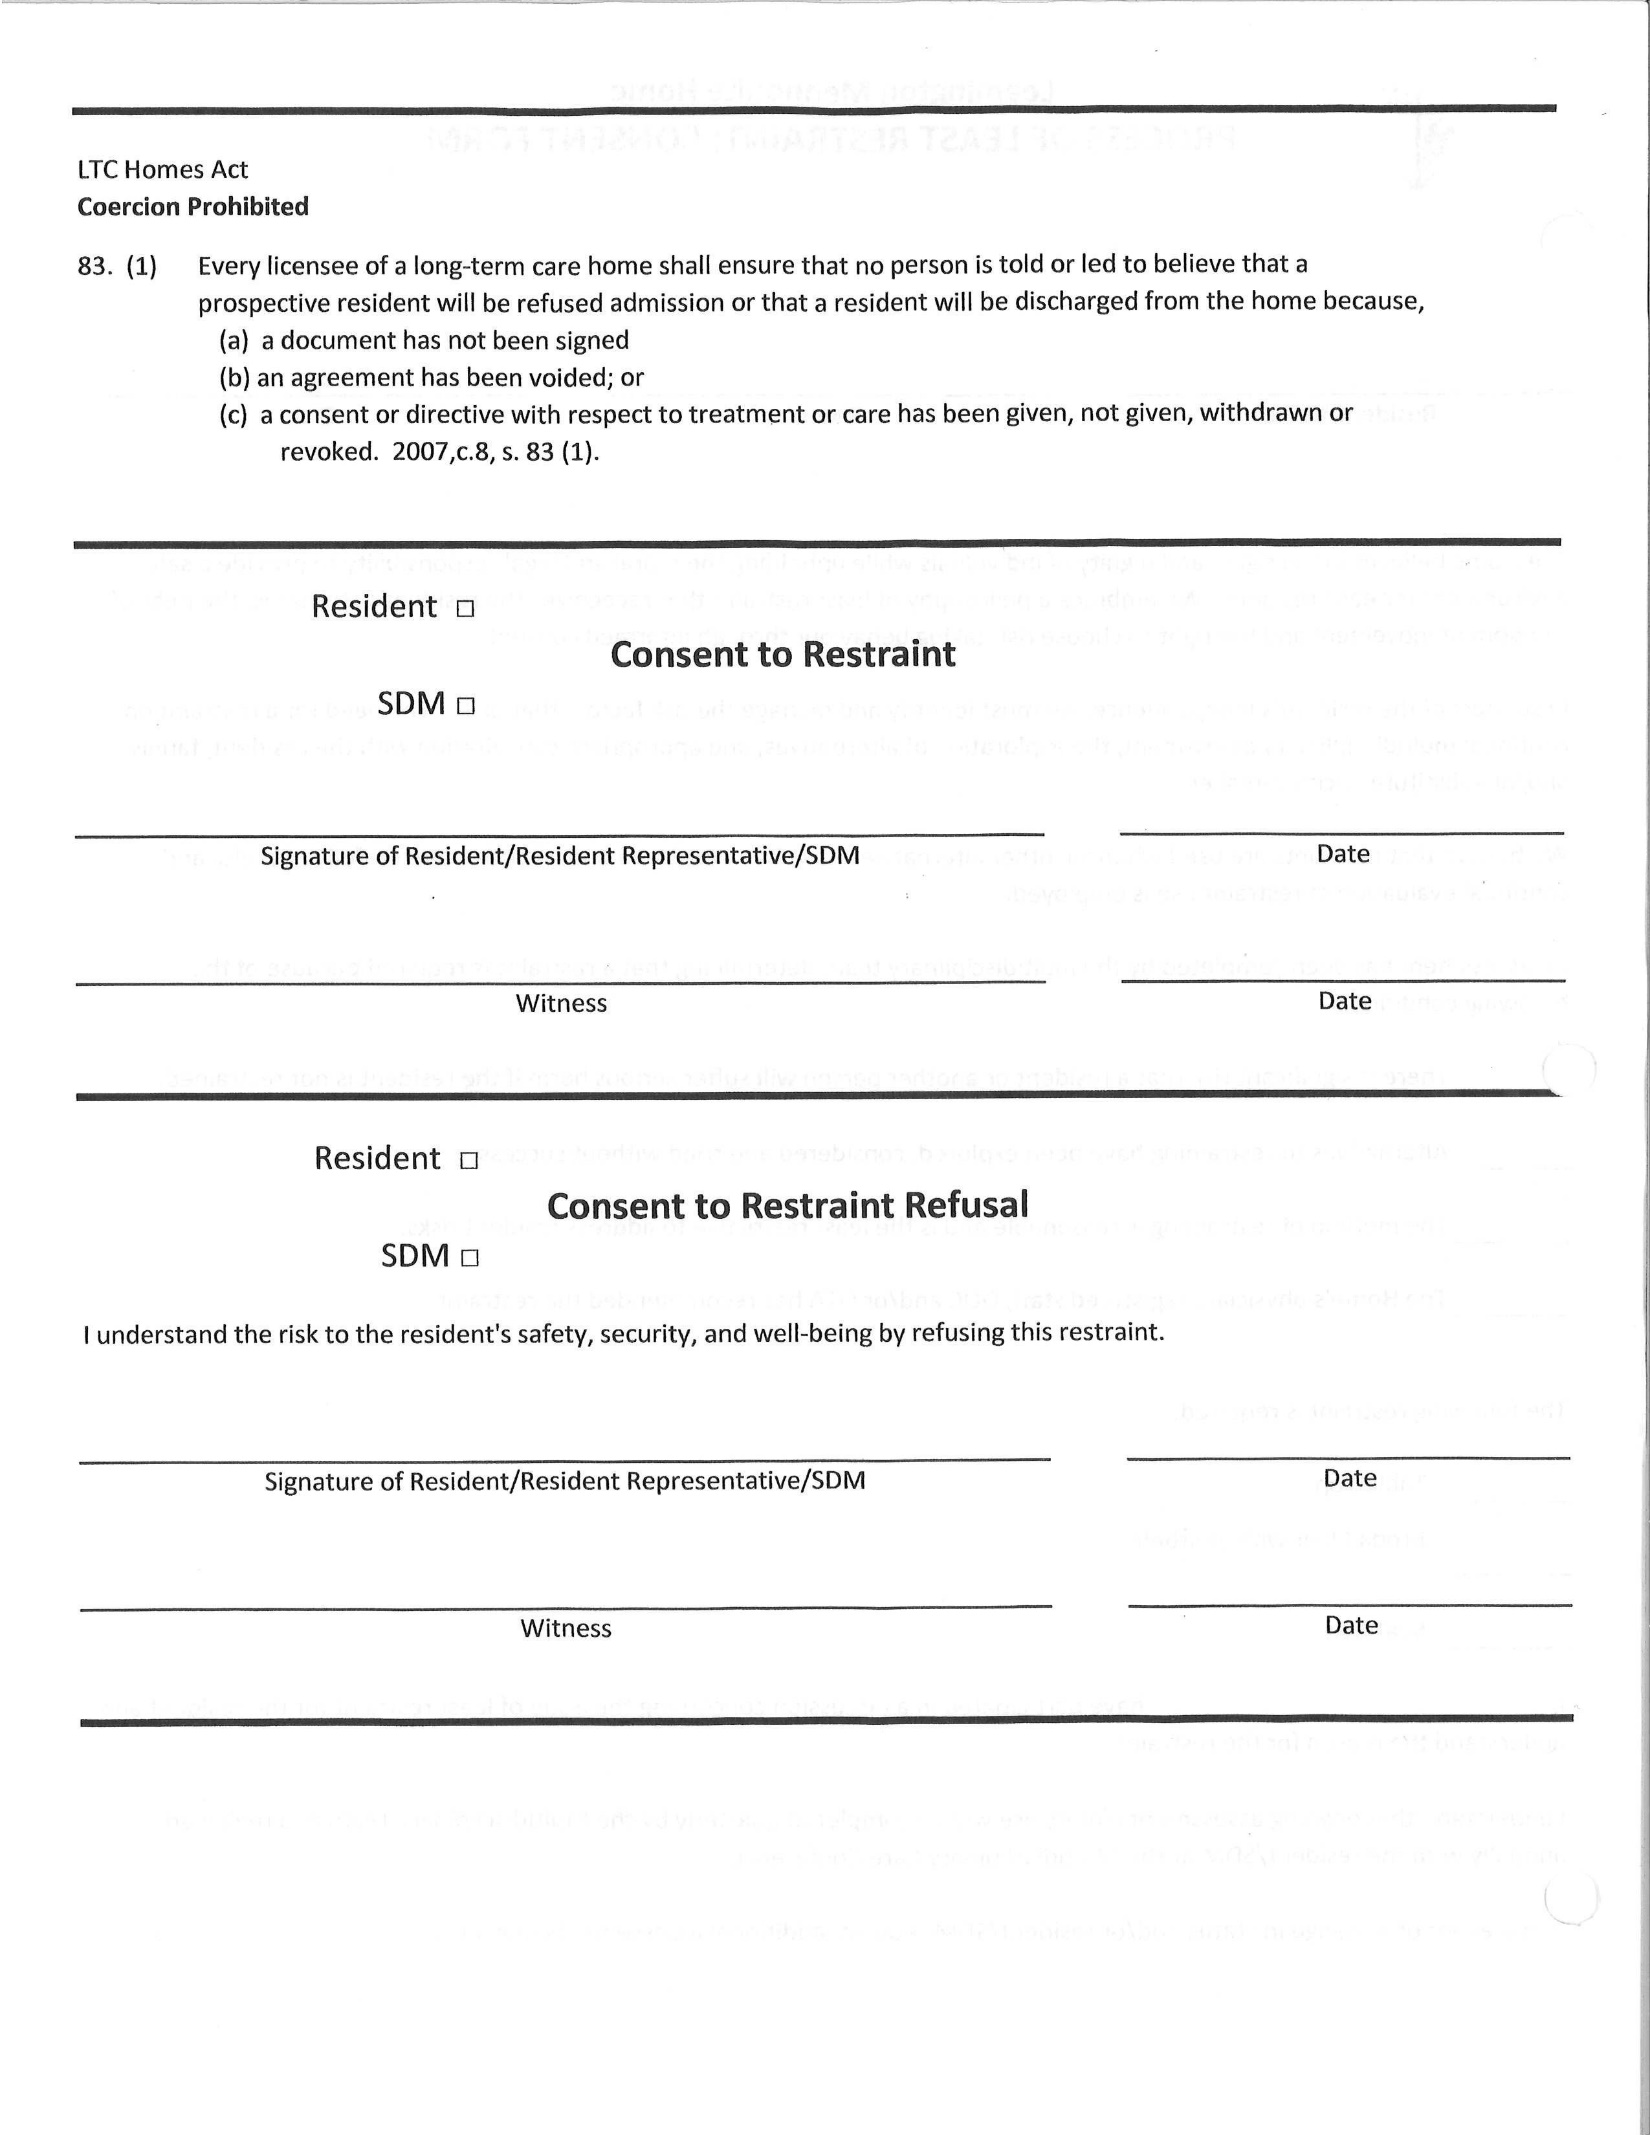 LTC Homes Act
Coercion Prohibited
83. (1) Every licensee of a long-term care home shall ensure that no person is told or led to believe that a
prospective resident will be refused admission or that a resident will be discharged from the home because,
(a) a document has not been signed
(b) an agreement has been voided; or
(c) a consent or directive with respect to treatment or care has been given, not given, withdrawn or
revoked. 2007,c.8, s. 83 (1).
Resident □
Consent to Restraint
SDM □
Signature of Resident/Resident Representative/SDM Date
Witness Date
Resident □
Consent to Restraint Refusal
SDM □
I understand the risk to the resident's safety, security, and well-being by refusing this restraint.
Signature of Resident/Resident Representative/SDM Date
Witness Date